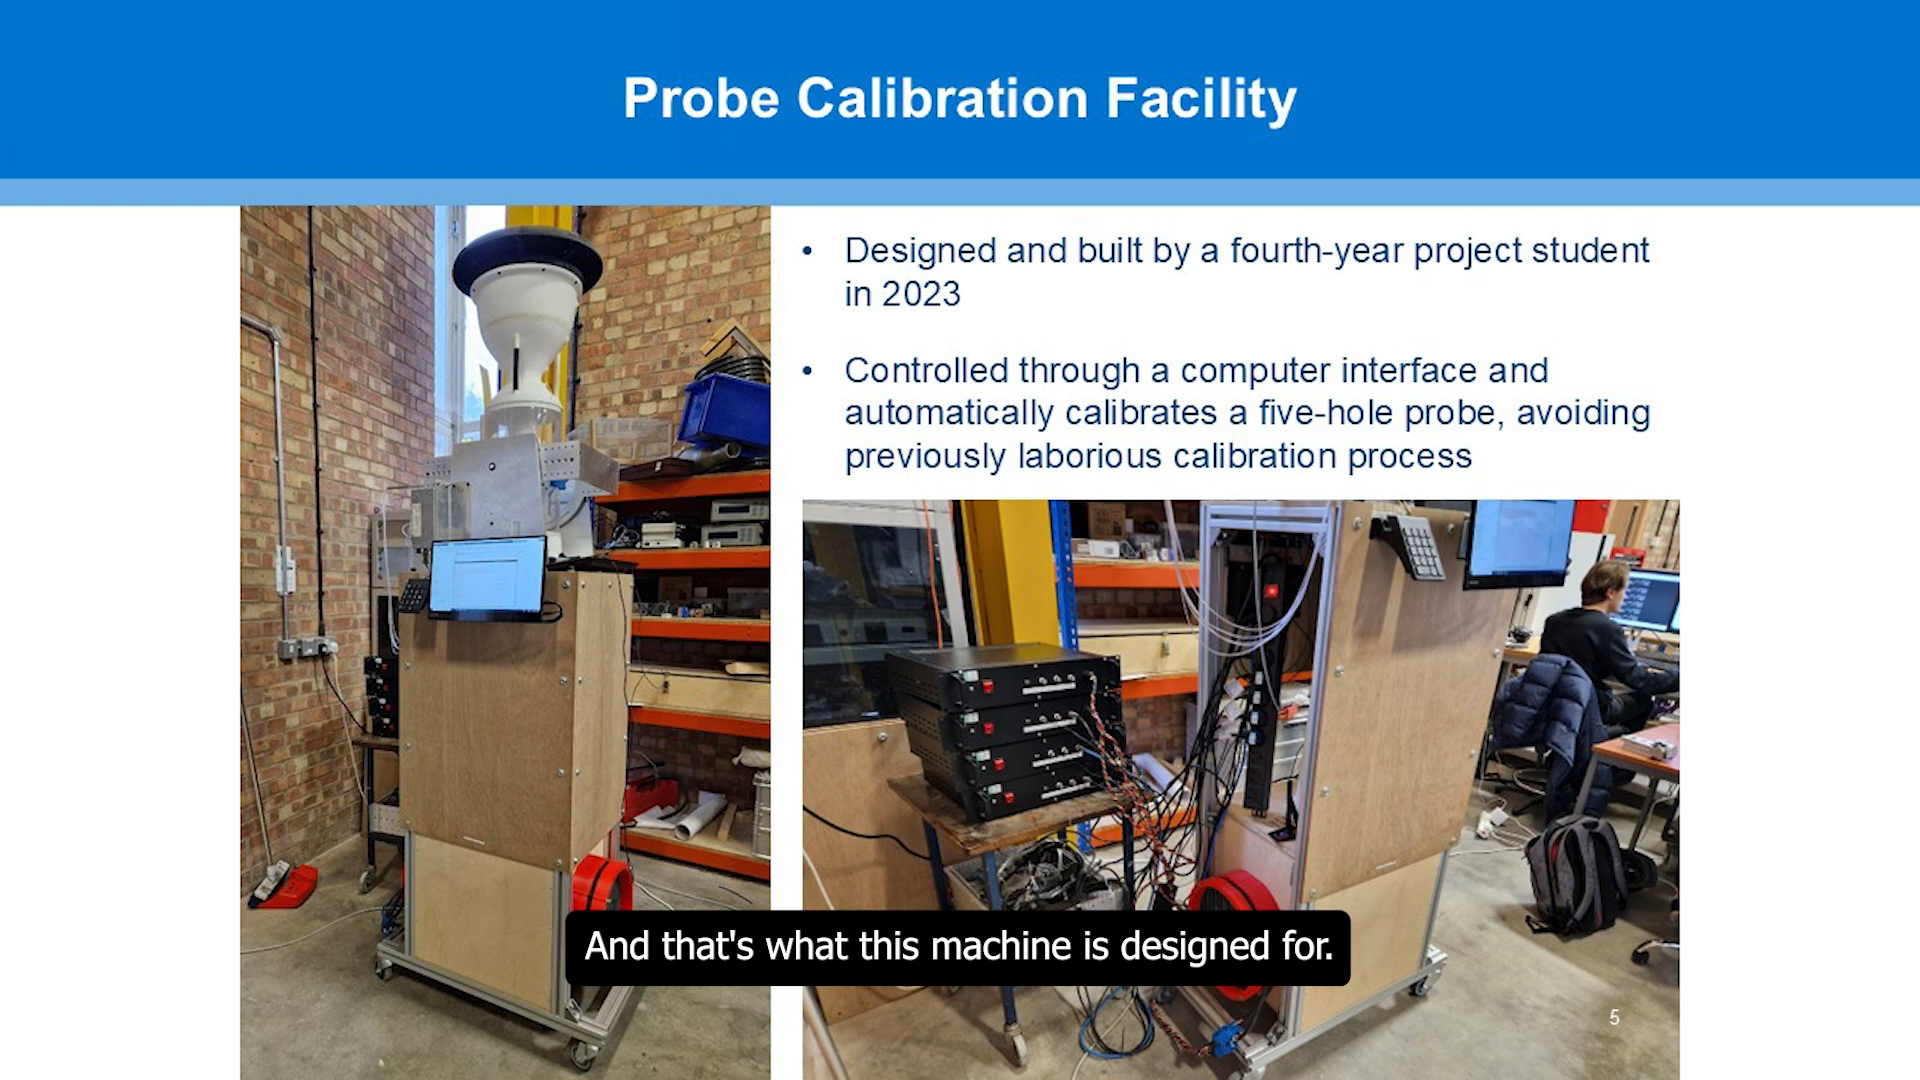 Probe Calibration Facility
• Designed and built by a fourth-year project student
in 2023
• Controlled through a computer interface and
automatically calibrates a five-hole probe, avoiding
previously laborious calibration process
And that's what this machine is designed for.
5